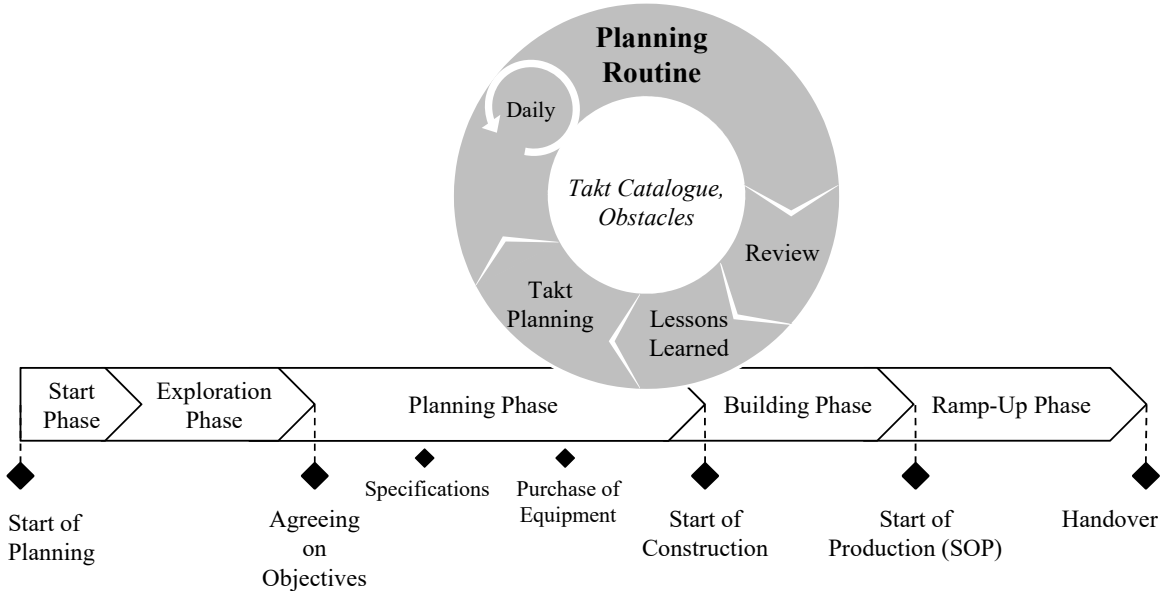 Planning
Routine
Daily
Takt Catalogue,
Obstacles
Review
Takt
Planning
Lessons
Learned
Start
Phase
Exploration
Phase
Planning Phase
Building Phase
Ramp-Up Phase
Specifications
Purchase of
Equipment
Start of
Planning
Agreeing
on
Objectives
Start of
Construction
Start of
Production (SOP)
Handover